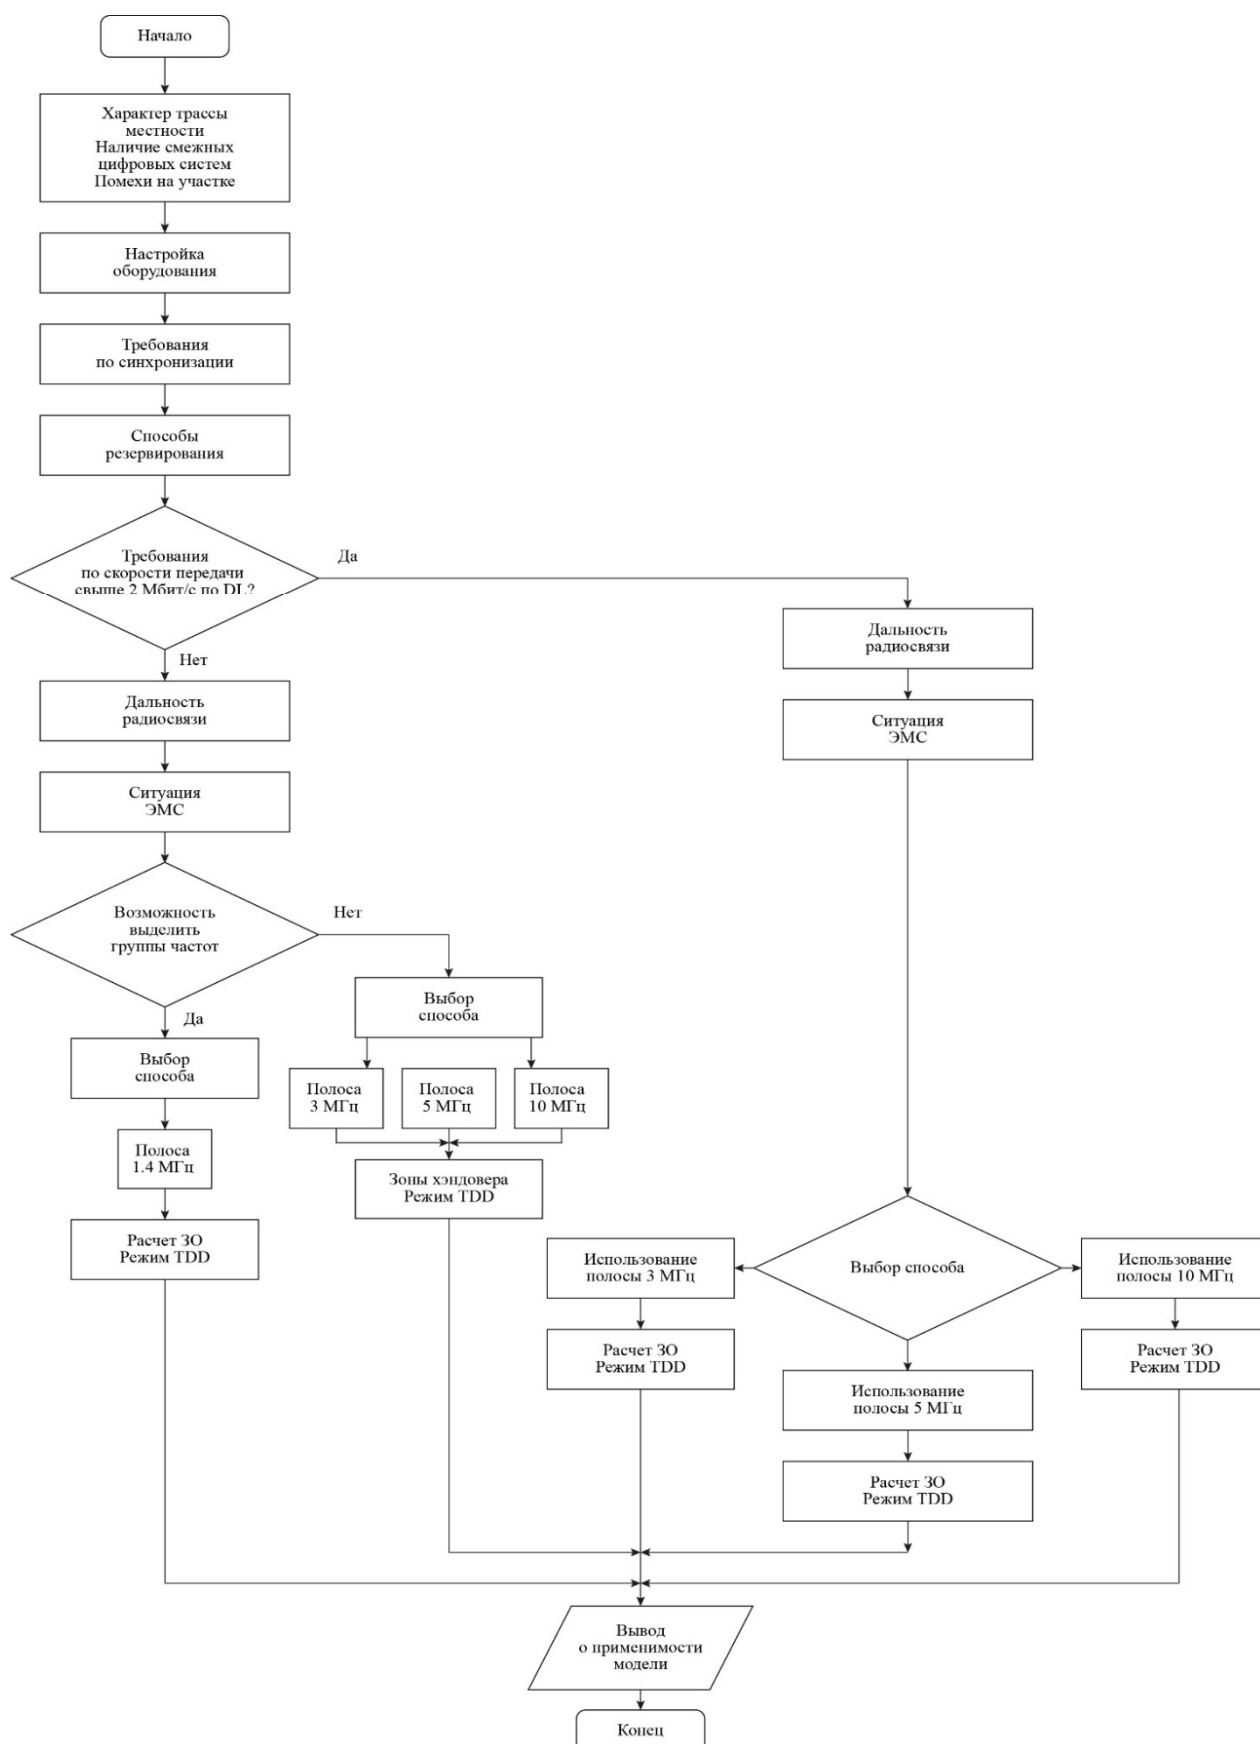 Начало
Характер трассы
местности
Наличие смежных
цифровых систем
Помехи на участке
Настройка
оборудования
Требования
по синхронизации
Способы
резервирования
Требования
по скорости передачи
свыше 2 Мбит/с по DL?
Да
Нет
Дальность
радиосвязи
Ситуация
ЭМС
Дальность
радиосвязи
Ситуация
ЭМС
Возможность
выделить
группы частот
Нет
Да
Выбор
способа
Полоса
1.4 МГц
Расчет ЗО
Режим TDD
Выбор
способа
Полоса
3 МГц
Полоса
5 МГц
Полоса
10 МГц
Зоны хэндовера
Режим TDD
Выбор способа
Использование
полосы 3 МГц
Расчет ЗО
Режим TDD
Использование
полосы 5 МГц
Расчет ЗО
Режим TDD
Использование
полосы 10 МГц
Расчет ЗО
Режим TDD
Вывод
о применимости
модели
Конец